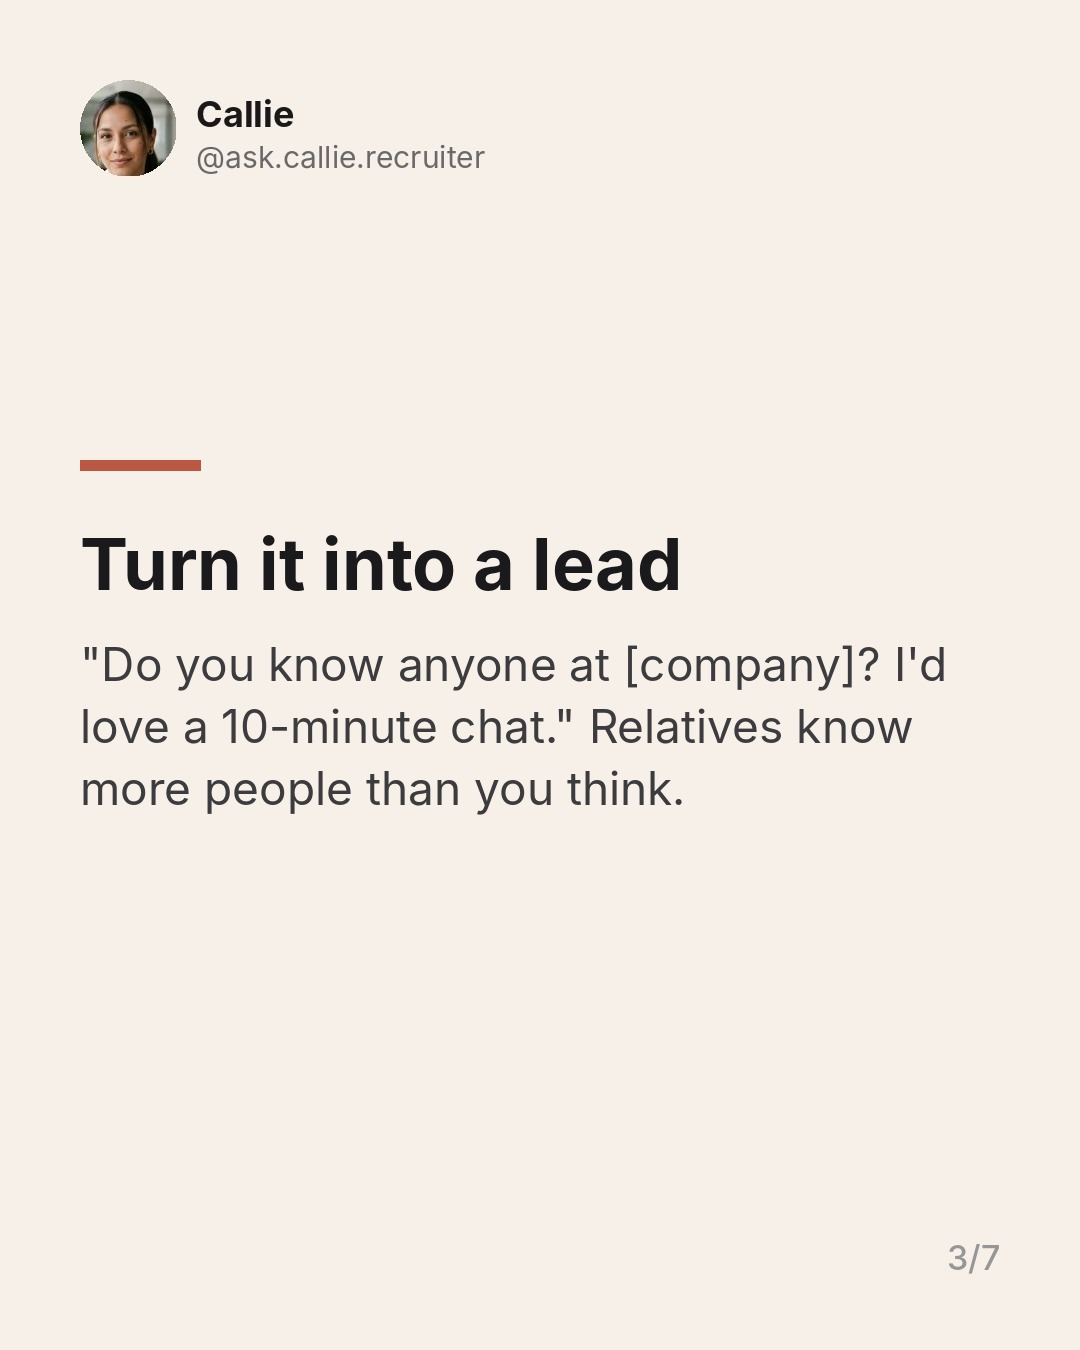 Callie
@ask.callie.recruiter
Turn it into a lead
"Do you know anyone at [company]? I'd
love a 10-minute chat." Relatives know
more people than you think.
3/7